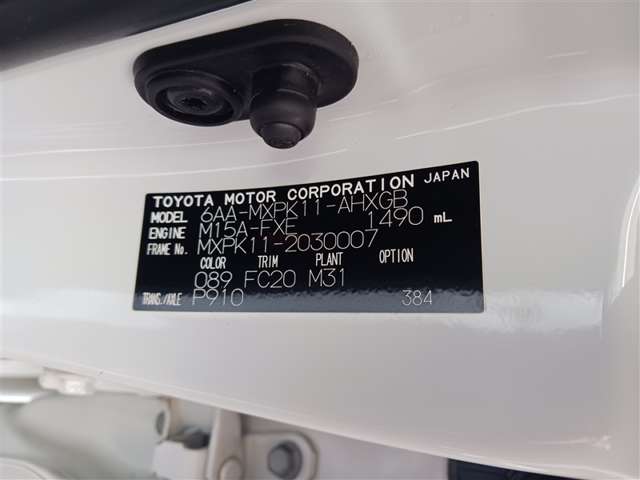 TOYOTA MOTOR CORPORATION JAPAN
MODEL 6AA-MXPK11-AHXGB
ENGINE M15A-FXE 1490 mL
FRAME No. MXPK11-2030007
COLOR TRIM PLANT OPTION
089 FC20 M31
TRANS./AXLE P910 384